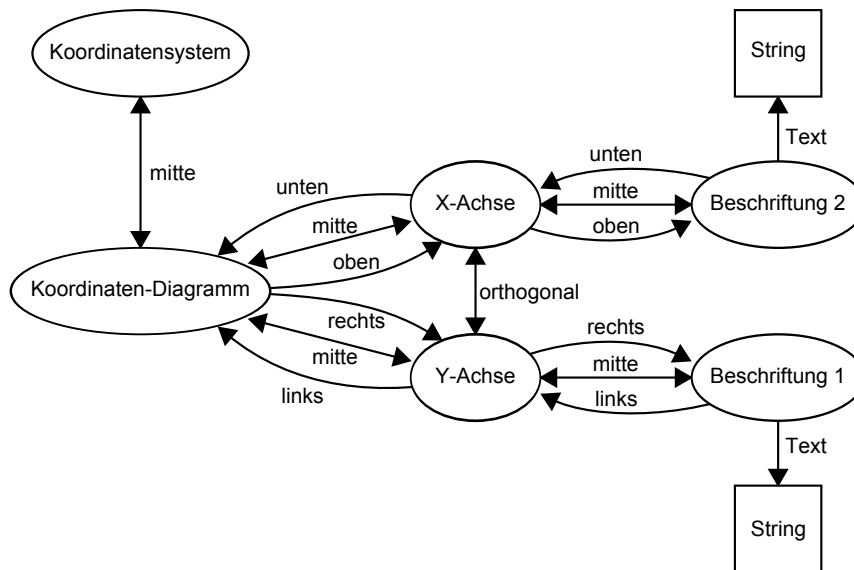 Koordinatensystem
String
mitte
Text
unten
unten
X-Achse
mitte
Beschriftung 2
mitte
oben
oben
Koordinaten-Diagramm
orthogonal
rechts
rechts
mitte
mitte
Y-Achse
Beschriftung 1
links
links
Text
String